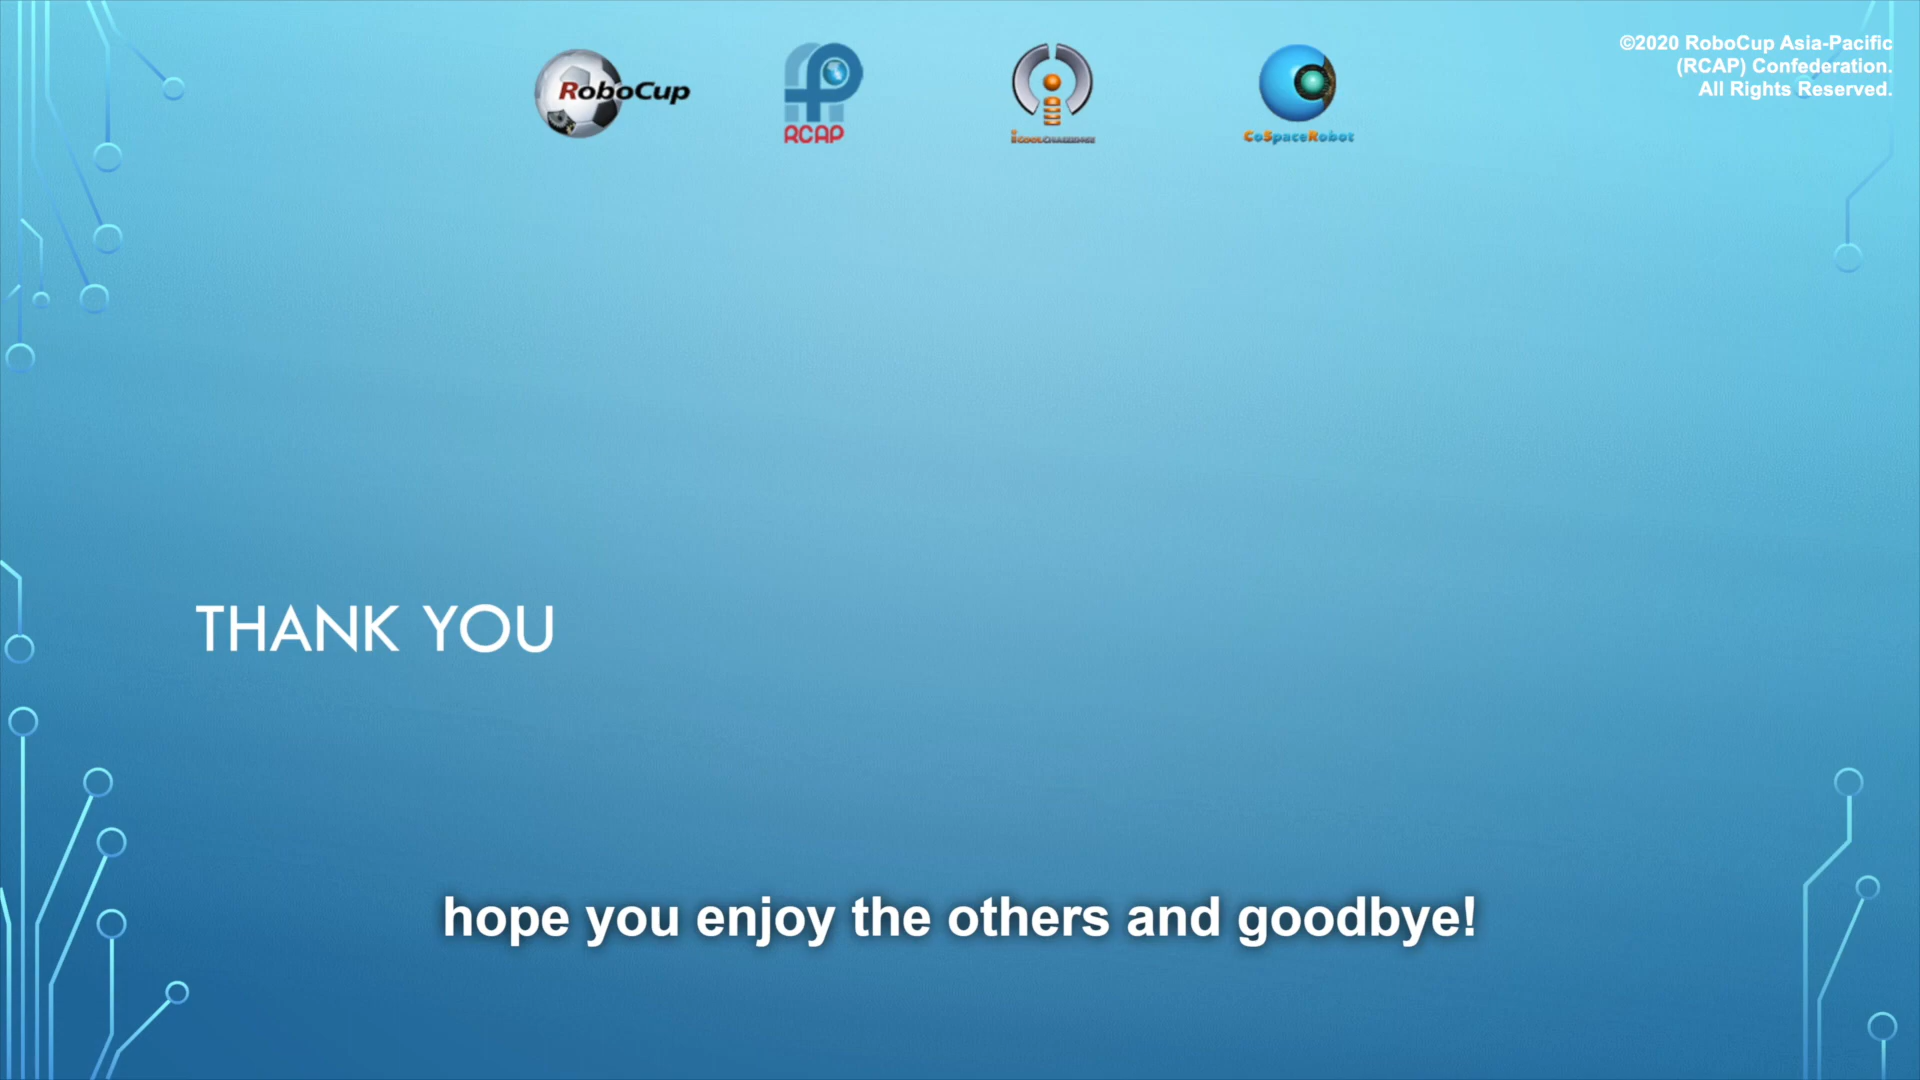 RoboCup
RCAP
iCOOLCHALLENGE
CoSpaceRobot
©2020 RoboCup Asia-Pacific
(RCAP) Confederation.
All Rights Reserved.
THANK YOU
hope you enjoy the others and goodbye!